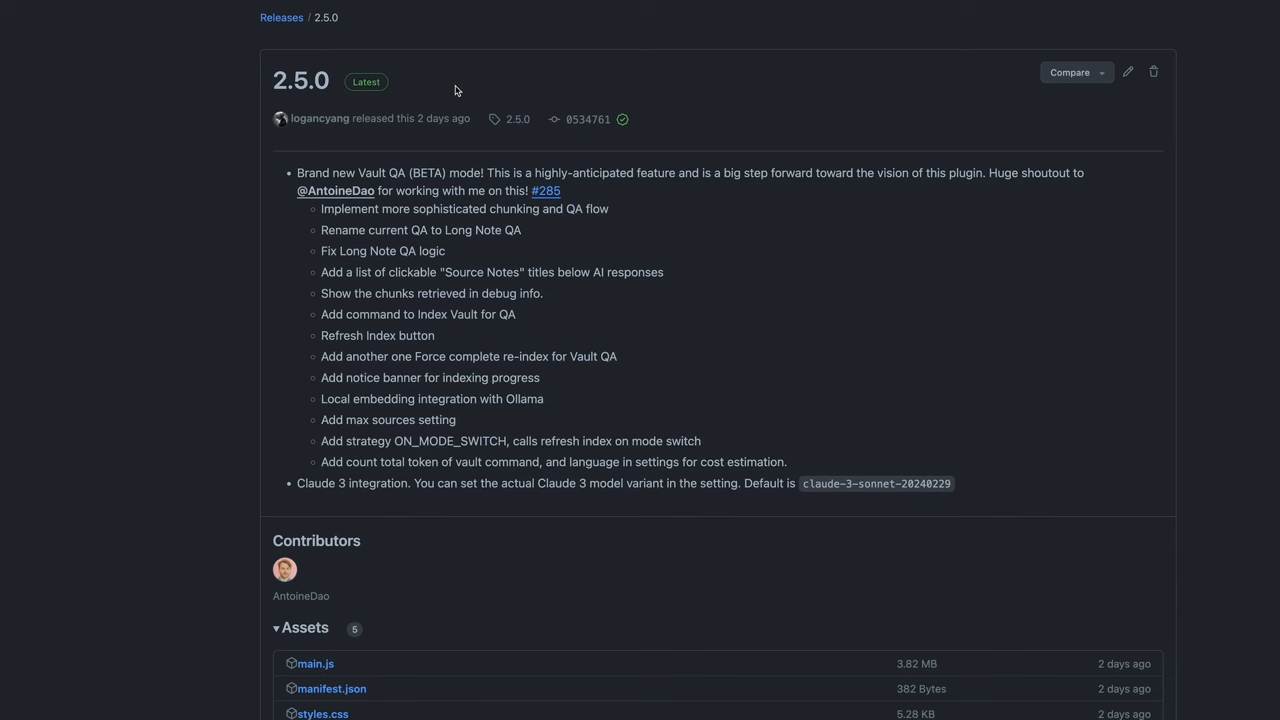 Releases / 2.5.0
2.5.0 Latest
Compare
logancyang released this 2 days ago 2.5.0 0534761
Brand new Vault QA (BETA) mode! This is a highly-anticipated feature and is a big step forward toward the vision of this plugin. Huge shoutout to
@AntoineDao for working with me on this! #285
Implement more sophisticated chunking and QA flow
Rename current QA to Long Note QA
Fix Long Note QA logic
Add a list of clickable "Source Notes" titles below AI responses
Show the chunks retrieved in debug info.
Add command to Index Vault for QA
Refresh Index button
Add another one Force complete re-index for Vault QA
Add notice banner for indexing progress
Local embedding integration with Ollama
Add max sources setting
Add strategy ON_MODE_SWITCH, calls refresh index on mode switch
Add count total token of vault command, and language in settings for cost estimation.
Claude 3 integration. You can set the actual Claude 3 model variant in the setting. Default is claude-3-sonnet-20240229
Contributors
AntoineDao
Assets 5
main.js 3.82 MB 2 days ago
manifest.json 382 Bytes 2 days ago
styles.css 5.28 KB 2 days ago